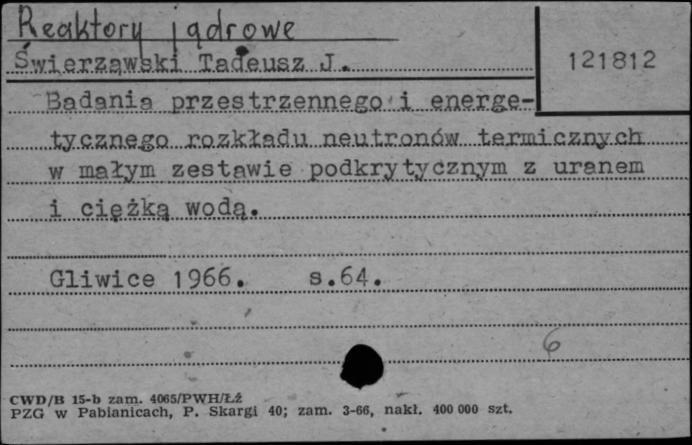 Reaktory jądrowe
Świerzawski Tadeusz J.
121812
Badania przestrzennego i energe-
tycznego rozkładu neutronów termicznych
w małym zestawie podkrytycznym z uranem
i ciężką wodą.
Gliwice 1966. s.64.
6
CWD/B 15-b zam. 4065/PWH/Łź
PZG w Pabianicach, P. Skargi 40; zam. 3-66, nakł. 400 000 szt.